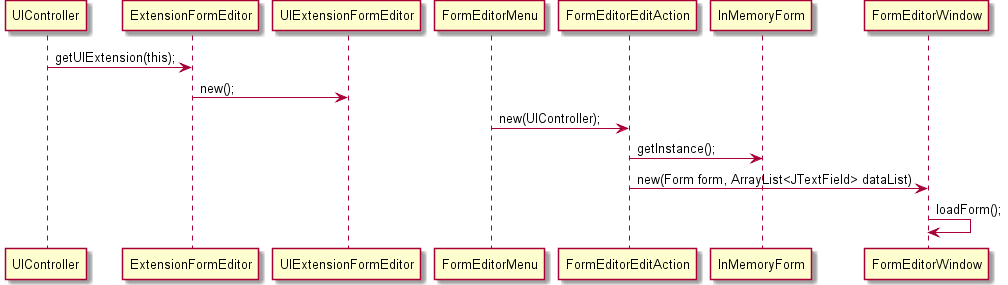 UIController ExtensionFormEditor UIExtensionFormEditor FormEditorMenu FormEditorEditAction InMemoryForm FormEditorWindow
getUIExtension(this);
new();
new(UIController);
getInstance();
new(Form form, ArrayList<JTextField> dataList)
loadForm();
UIController ExtensionFormEditor UIExtensionFormEditor FormEditorMenu FormEditorEditAction InMemoryForm FormEditorWindow